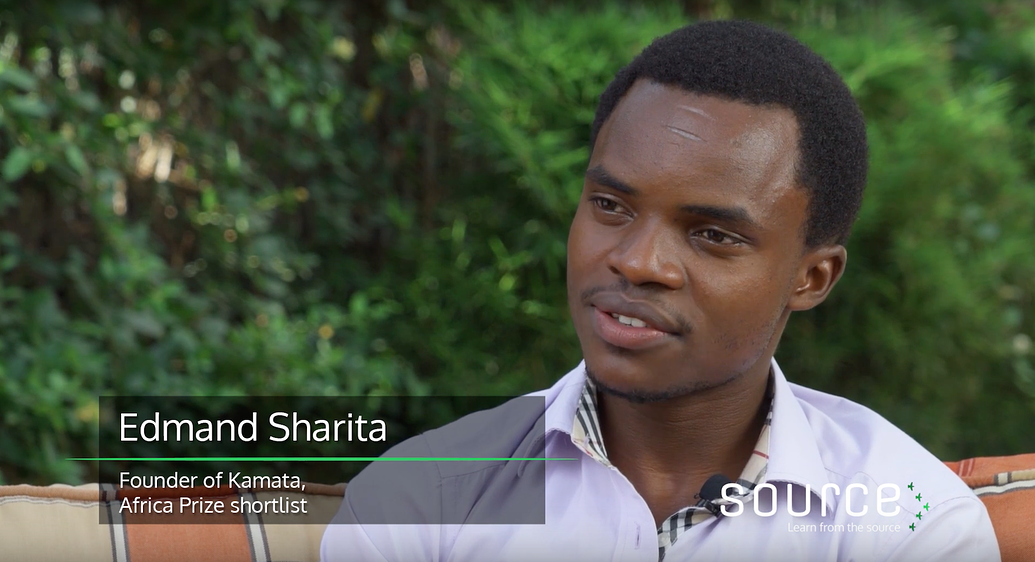 Edmand Sharita
Founder of Kamata,
Africa Prize shortlist
source
Learn from the source